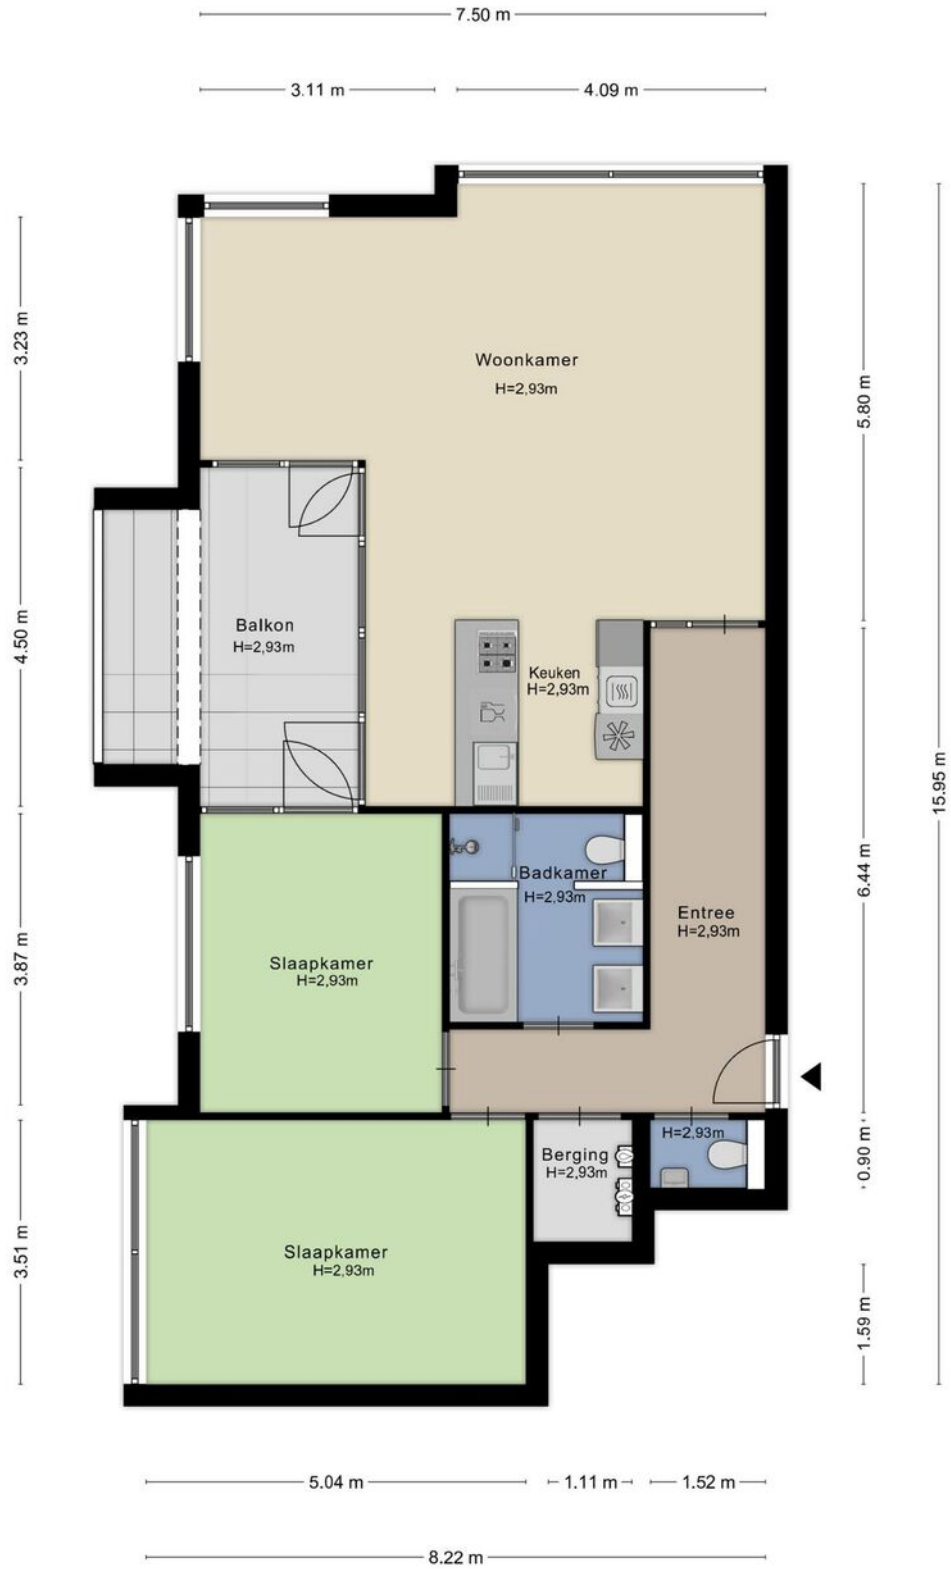 7.50 m
3.11 m
4.09 m
3.23 m
5.80 m
Woonkamer
H=2,93m
4.50 m
Balkon
H=2,93m
Keuken
H=2,93m
15.95 m
6.44 m
Badkamer
H=2,93m
Entree
H=2,93m
3.87 m
Slaapkamer
H=2,93m
H=2,93m
0.90 m
Berging
H=2,93m
3.51 m
Slaapkamer
H=2,93m
1.59 m
5.04 m
1.11 m
1.52 m
8.22 m